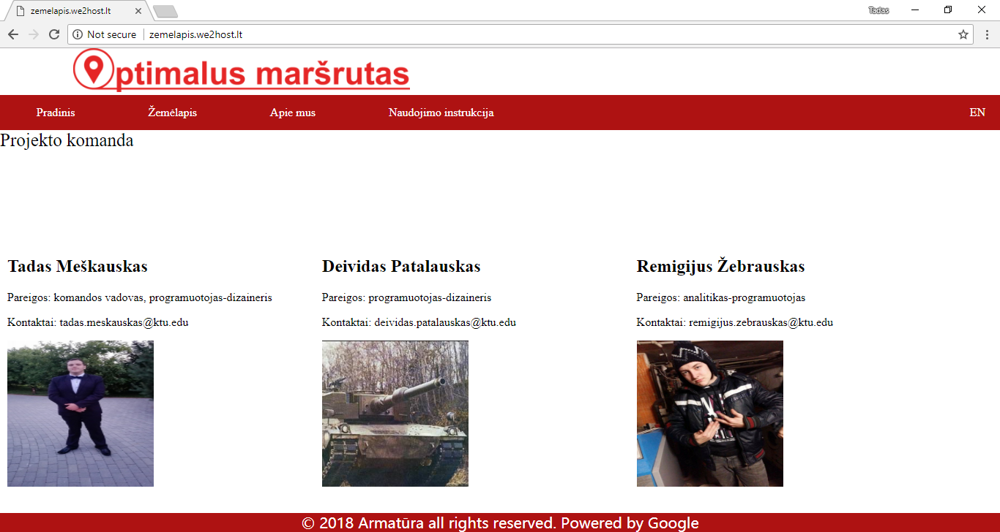 zemelapis.we2host.lt
Tadas
Not secure zemelapis.we2host.lt
Optimalus maršrutas
Pradinis Žemėlapis Apie mus Naudojimo instrukcija EN
Projekto komanda
Tadas Meškauskas
Pareigos: komandos vadovas, programuotojas-dizaineris
Kontaktai: tadas.meskauskas@ktu.edu
Deividas Patalauskas
Pareigos: programuotojas-dizaineris
Kontaktai: deividas.patalauskas@ktu.edu
Remigijus Žebrauskas
Pareigos: analitikas-programuotojas
Kontaktai: remigijus.zebrauskas@ktu.edu
© 2018 Armatūra all rights reserved. Powered by Google